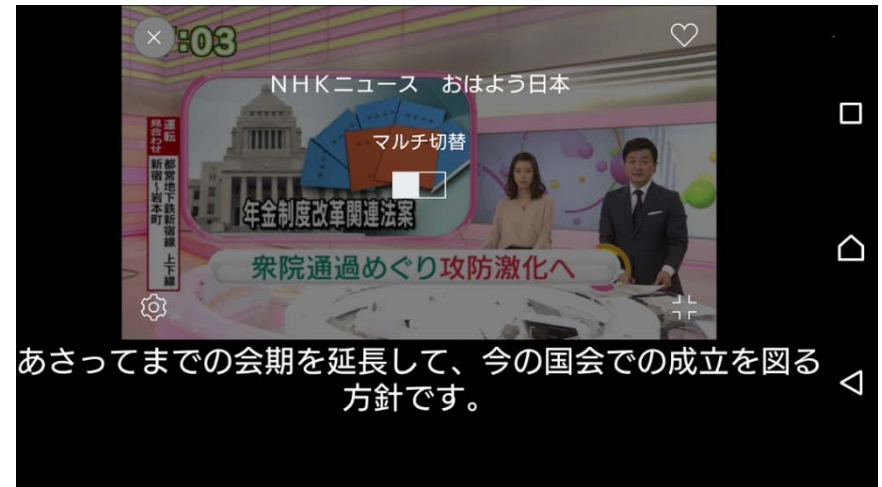 :03
NHKニュース　おはよう日本
マルチ切替
運転
見合わせ
都営地下鉄新宿線 上下線
新宿〜岩本町
年金制度改革関連法案
衆院通過めぐり攻防激化へ
あさってまでの会期を延長して、今の国会での成立を図る
方針です。